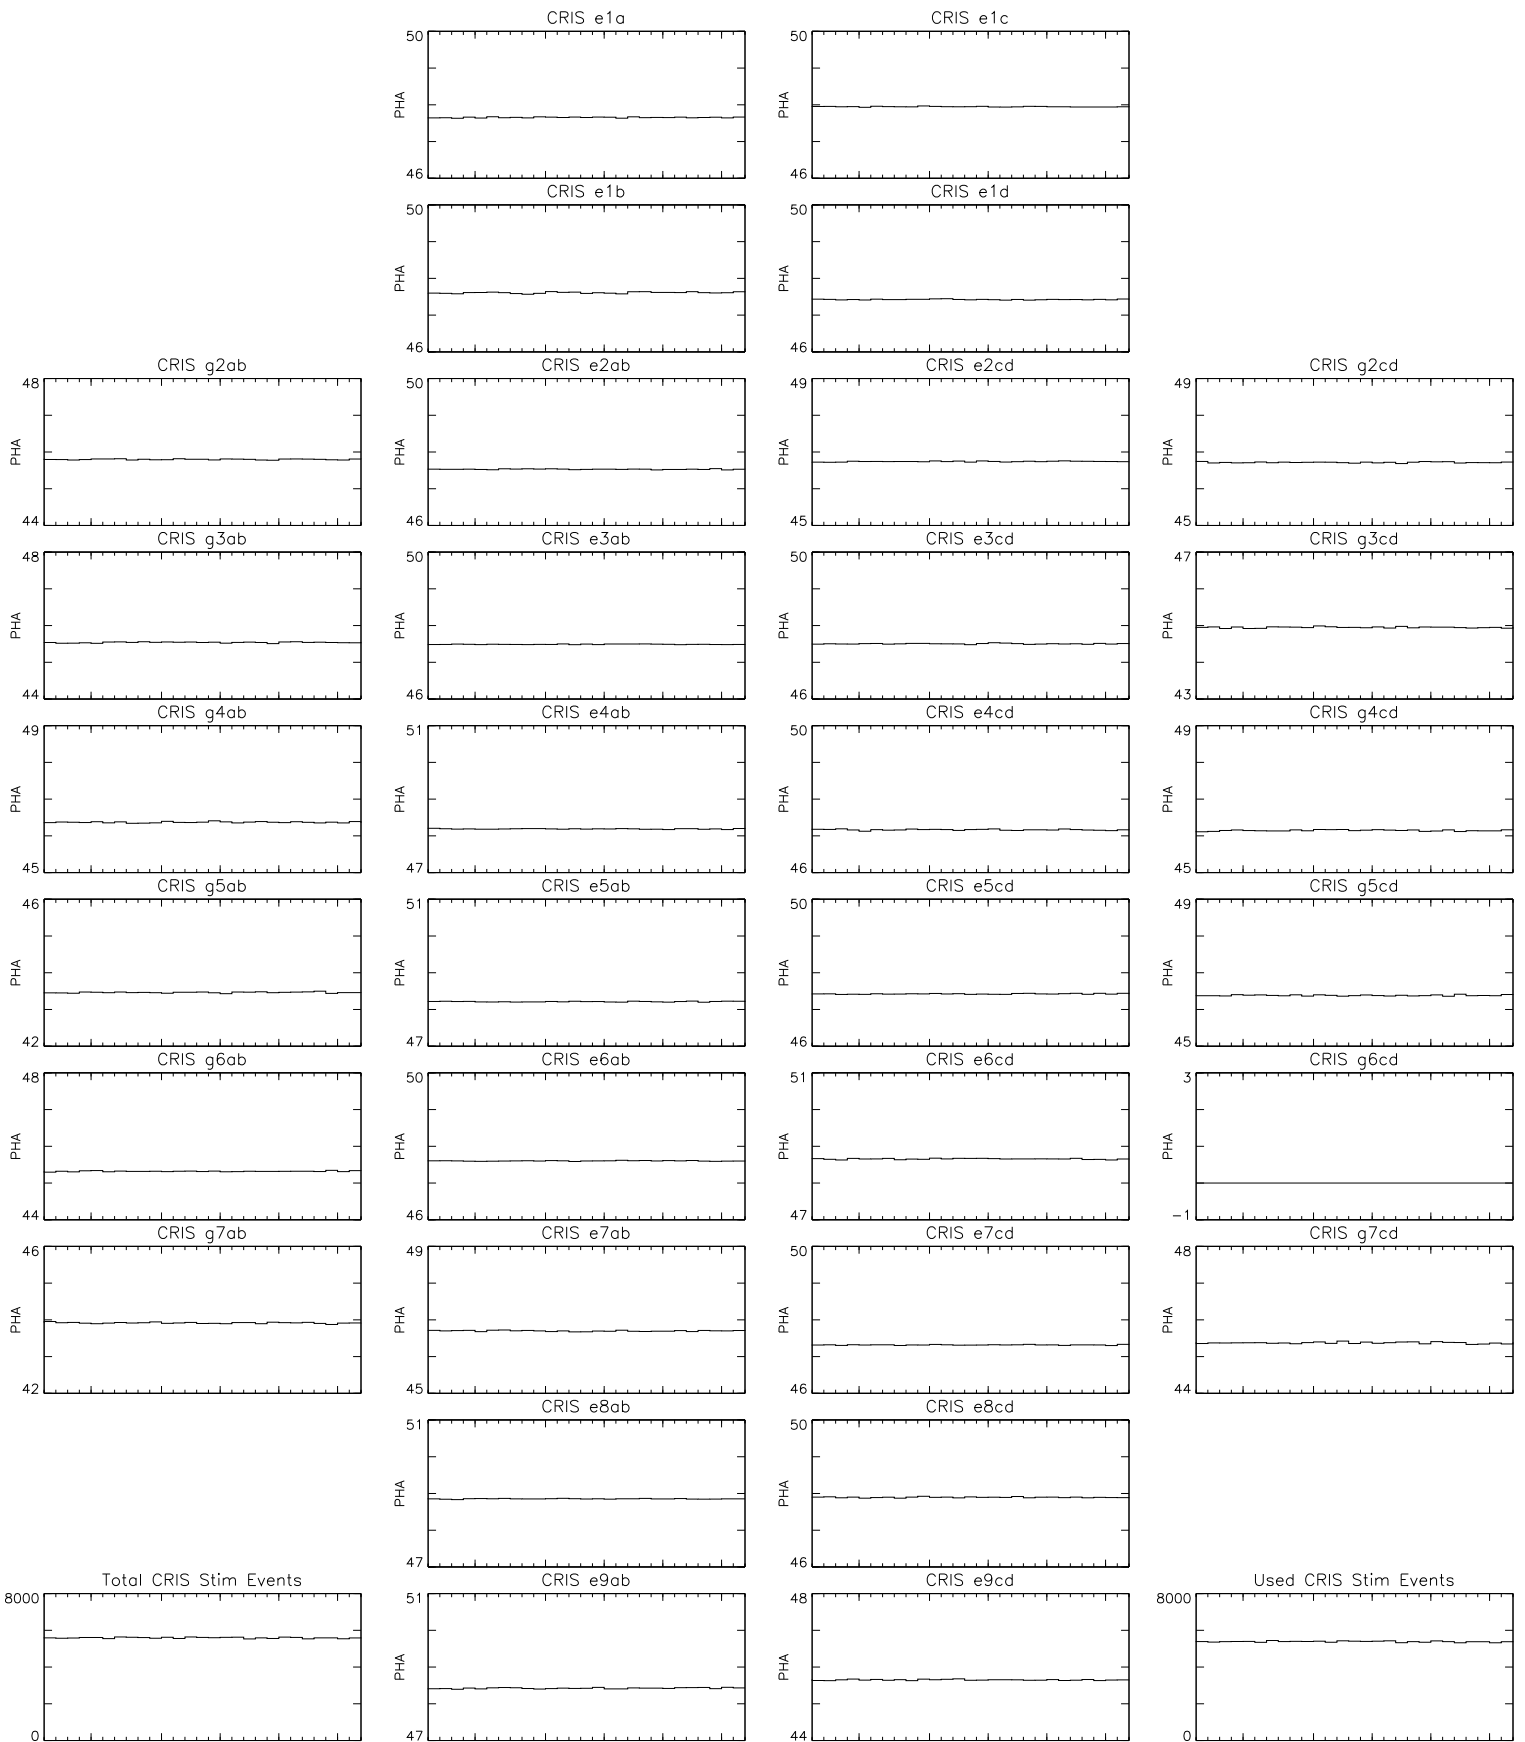 CRIS e1a
CRIS e1c
50
PHA
46
50
PHA
46
CRIS e1b
CRIS e1d
50
PHA
46
50
PHA
46
CRIS g2ab
CRIS e2ab
CRIS e2cd
CRIS g2cd
48
PHA
44
50
PHA
46
49
PHA
45
49
PHA
45
CRIS g3ab
CRIS e3ab
CRIS e3cd
CRIS g3cd
48
PHA
44
50
PHA
46
50
PHA
46
47
PHA
43
CRIS g4ab
CRIS e4ab
CRIS e4cd
CRIS g4cd
49
PHA
45
51
PHA
47
50
PHA
46
49
PHA
45
CRIS g5ab
CRIS e5ab
CRIS e5cd
CRIS g5cd
46
PHA
42
51
PHA
47
50
PHA
46
49
PHA
45
CRIS g6ab
CRIS e6ab
CRIS e6cd
CRIS g6cd
48
PHA
44
50
PHA
46
51
PHA
47
3
PHA
-1
CRIS g7ab
CRIS e7ab
CRIS e7cd
CRIS g7cd
46
PHA
42
49
PHA
45
50
PHA
46
48
PHA
44
CRIS e8ab
CRIS e8cd
51
PHA
47
50
PHA
46
Total CRIS Stim Events
CRIS e9ab
CRIS e9cd
Used CRIS Stim Events
8000
0
51
PHA
47
48
PHA
44
8000
0